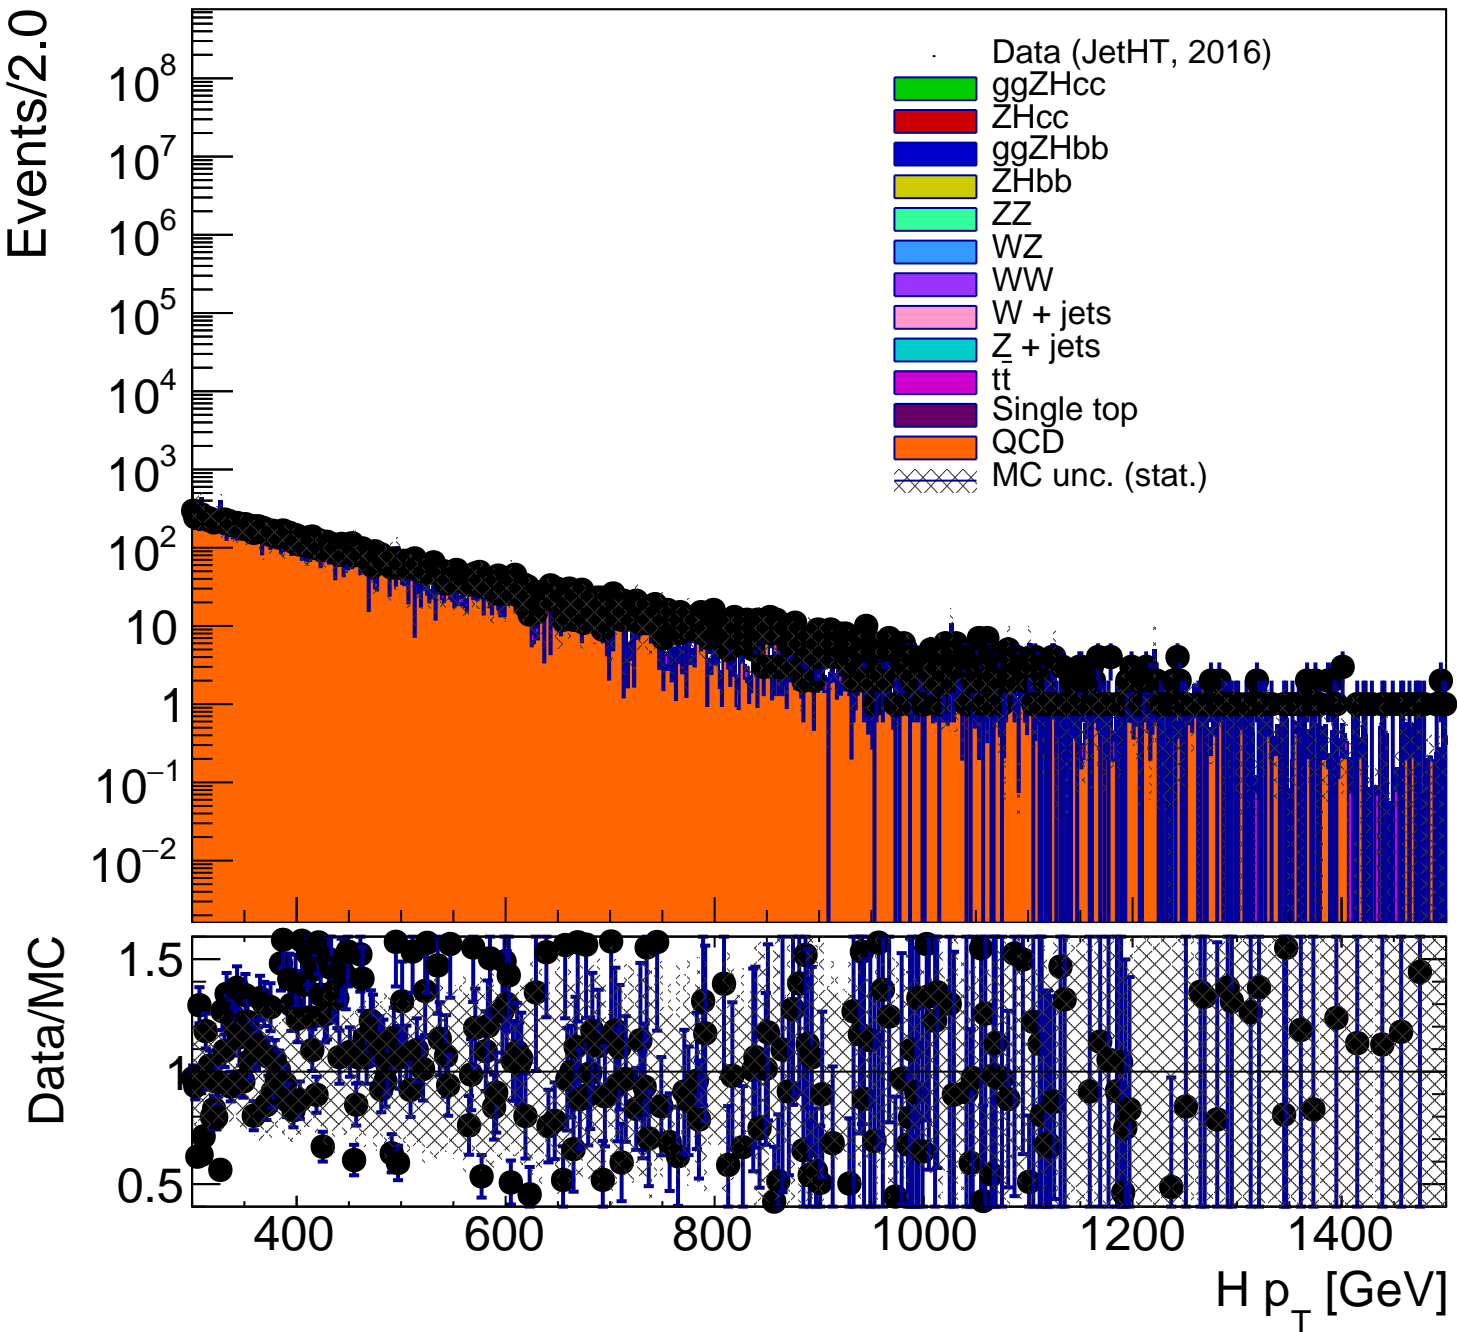 Events/2.0
10^8
10^7
10^6
10^5
10^4
10^3
10^2
10
1
10^−1
10^−2
Data (JetHT, 2016)
ggZHcc
ZHcc
ggZHbb
ZHbb
ZZ
WZ
WW
W + jets
Z + jets
tt̄
Single top
QCD
MC unc. (stat.)
Data/MC
1.5
1
0.5
400 600 800 1000 1200 1400
H p_T [GeV]